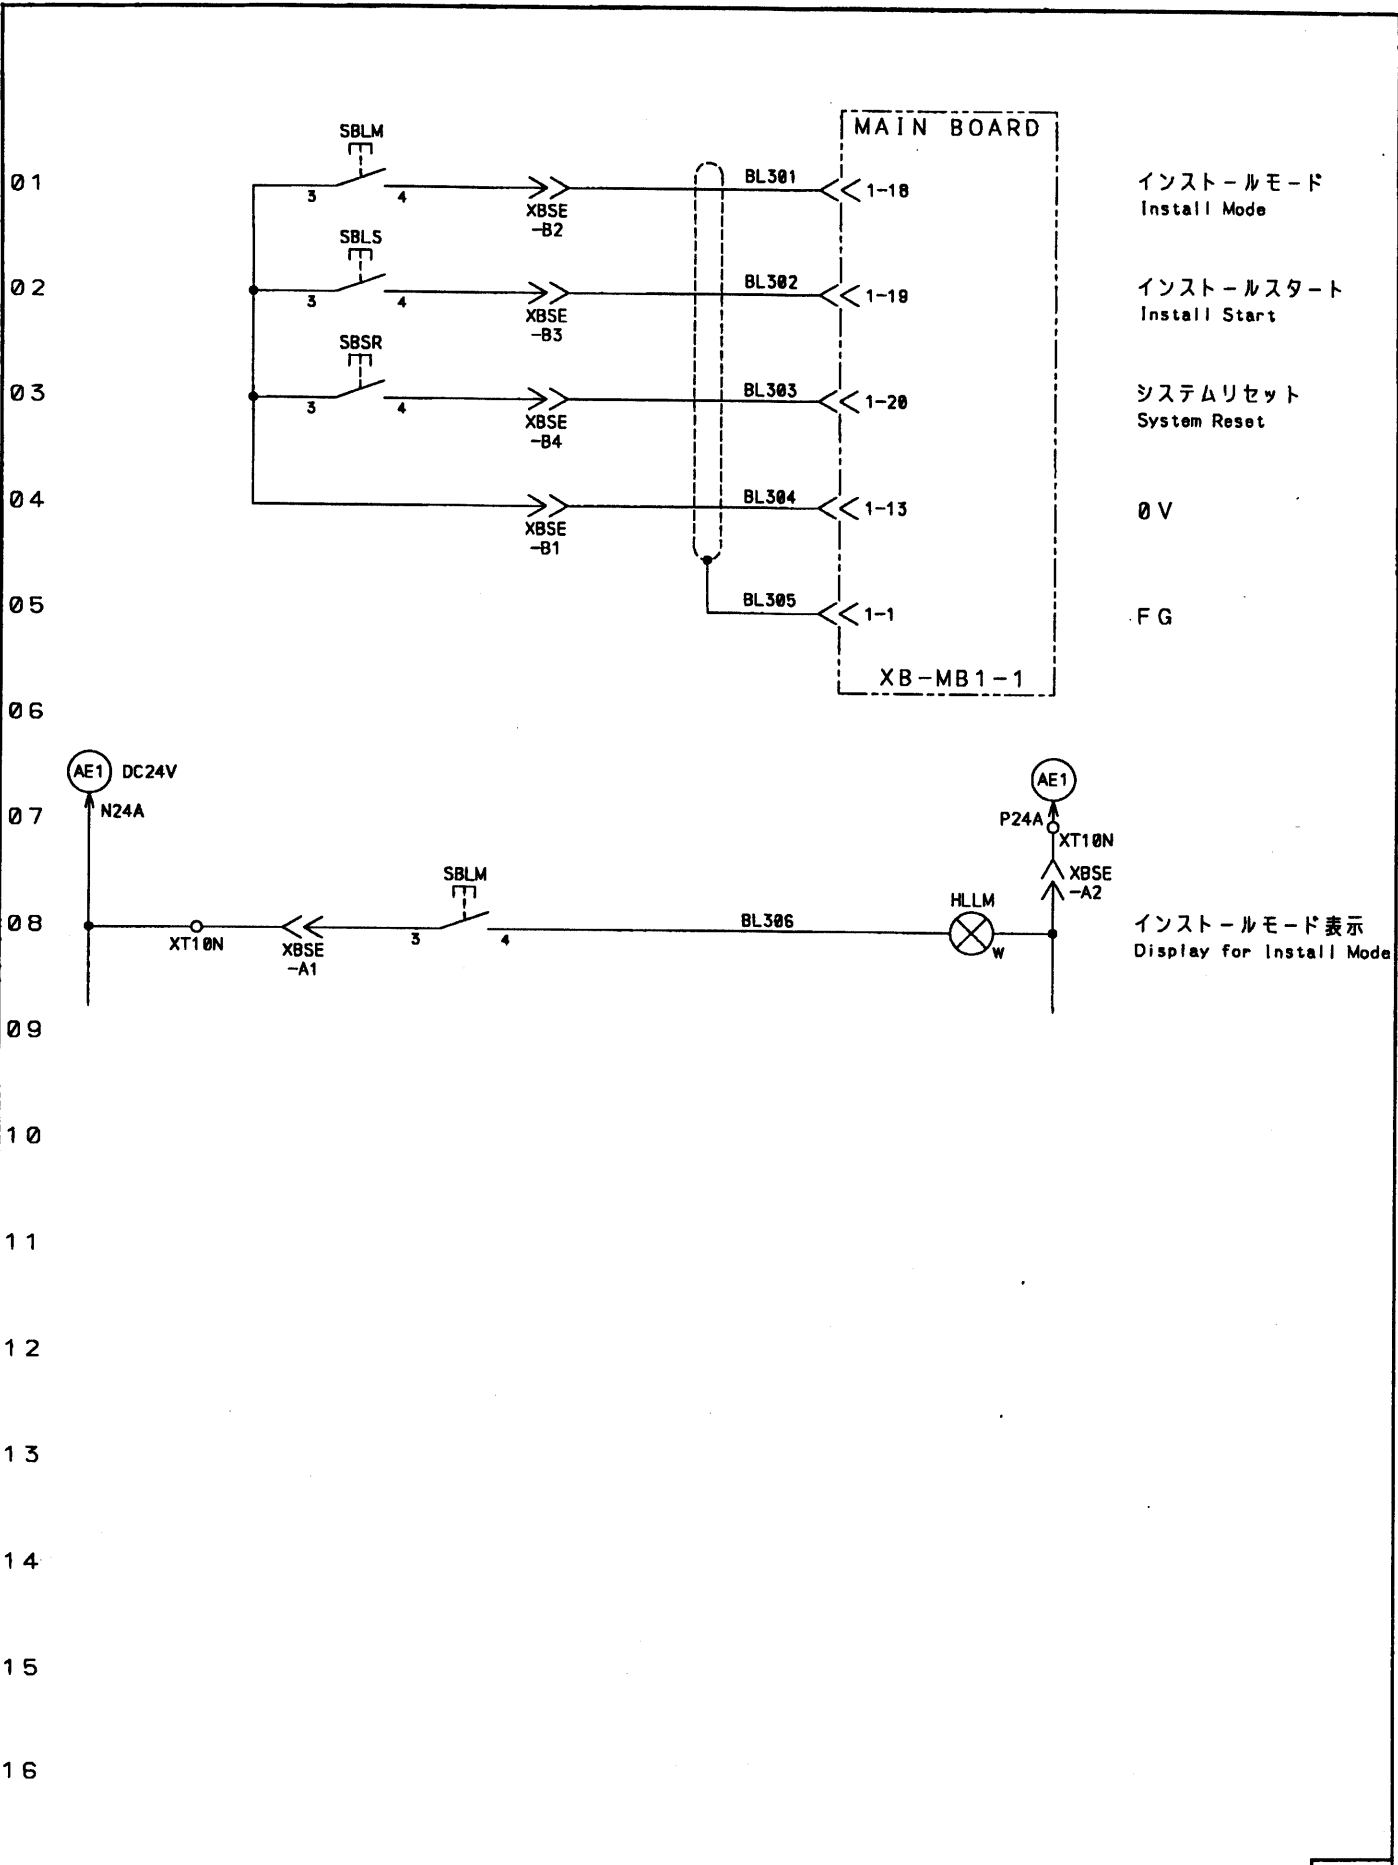 MAIN BOARD
SBLM
01
3
4
XBSE
-B2
BL301
1-18
インストールモード
Install Mode
SBLS
02
3
4
XBSE
-B3
BL302
1-19
インストールスタート
Install Start
SBSR
03
3
4
XBSE
-B4
BL303
1-20
システムリセット
System Reset
04
XBSE
-B1
BL304
1-13
0V
05
BL305
1-1
FG
XB-MB1-1
06
AE1
DC24V
AE1
07
N24A
P24A
XT10N
XBSE
-A2
08
XT10N
XBSE
-A1
SBLM
3
4
BL306
HLLM
W
インストールモード表示
Display for Install Mode
09
10
11
12
13
14
15
16